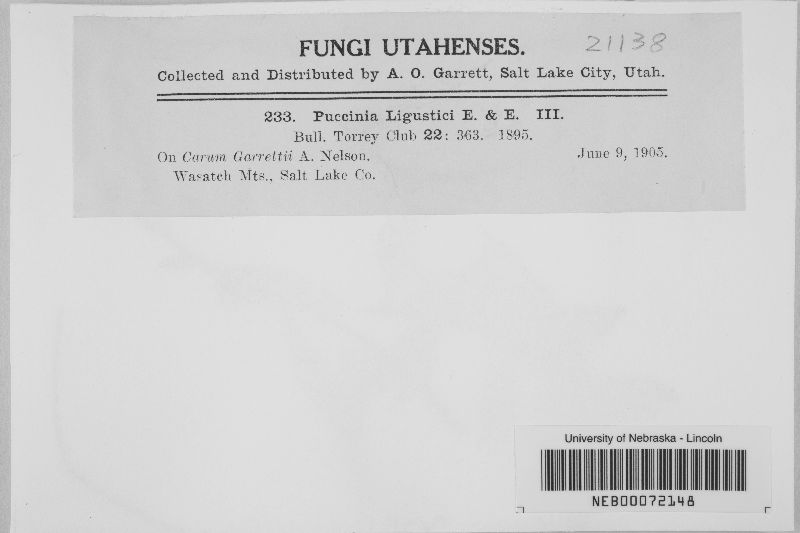 FUNGI UTAHENSES. 21138
Collected and Distributed by A. O. Garrett, Salt Lake City, Utah.
233. Puccinia Ligustici E. & E. III.
Bull. Torrey Club 22: 363. 1895.
On Carum Garrettii A. Nelson. June 9, 1905.
Wasatch Mts., Salt Lake Co.
University of Nebraska - Lincoln
NEB00072148